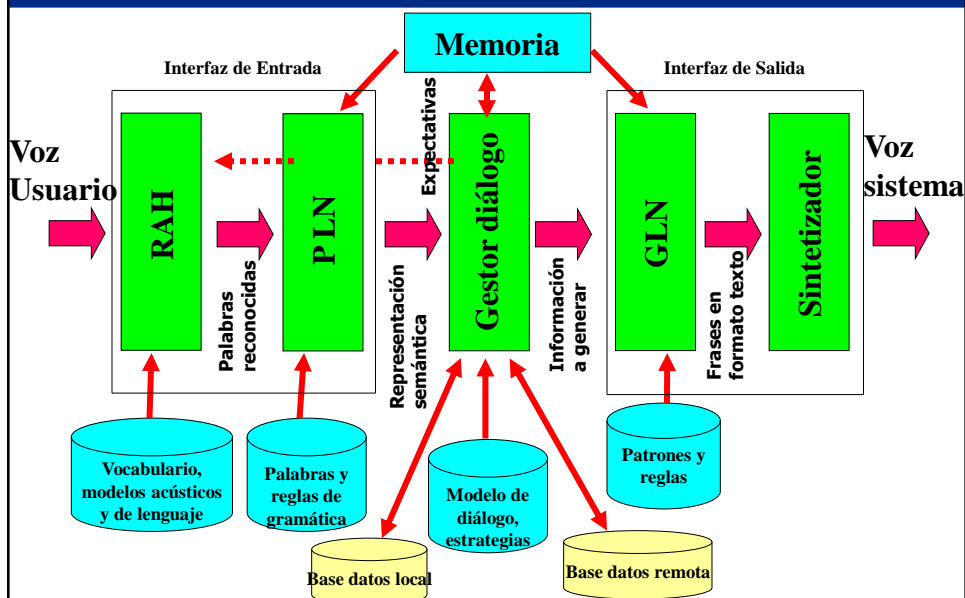 Memoria
Interfaz de Entrada
Interfaz de Salida
Voz
Usuario
RAH
Palabras
reconocidas
P LN
Representación
semántica
Expectativas
Gestor diálogo
Información
a generar
GLN
Frases en
formato texto
Sintetizador
Voz
sistema
Vocabulario,
modelos acústicos
y de lenguaje
Palabras y
reglas de
gramática
Modelo de
diálogo,
estrategias
Patrones y
reglas
Base datos local
Base datos remota